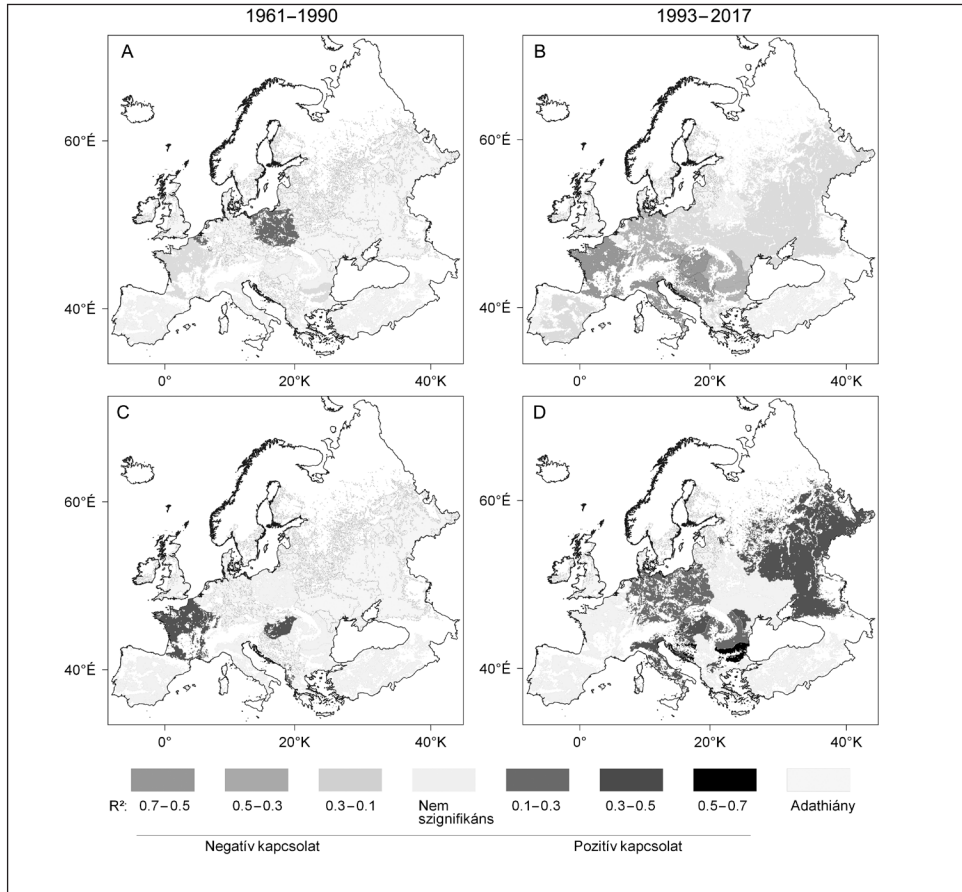 1961–1990
1993–2017
A
B
60°É
40°É
0°
20°K
40°K
60°É
40°É
0°
20°K
40°K
C
D
60°É
40°É
0°
20°K
40°K
60°É
40°É
0°
20°K
40°K
R²: 0.7–0.5 0.5–0.3 0.3–0.1 Nem szignifikáns 0.1–0.3 0.3–0.5 0.5–0.7 Adathiány
Negatív kapcsolat
Pozitív kapcsolat